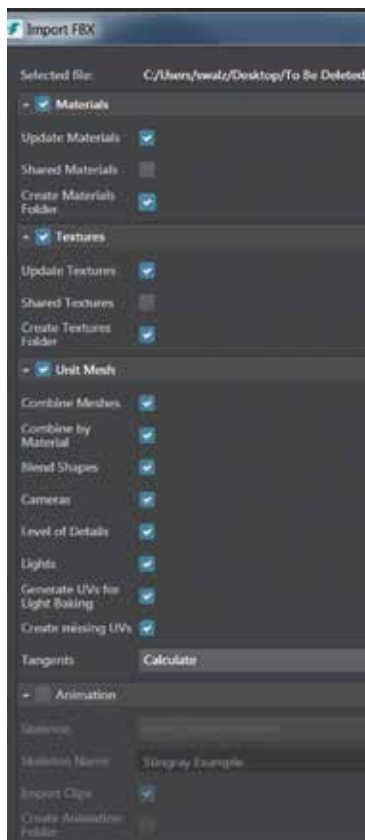 Import FBX
Selected file: C:/Users/swalz/Desktop/To Be Deleted
Materials
Update Materials
Shared Materials
Create Materials
Folder
Textures
Update Textures
Shared Textures
Create Textures
Folder
Unit Mesh
Combine Meshes
Combine by
Material
Blend Shapes
Cameras
Level of Details
Lights
Generate UVs for
Light Baking
Create missing UVs
Tangents Calculate
Animation
Skeleton
Skeleton Name Stingray Example
Import Clips
Create Animation
Folder